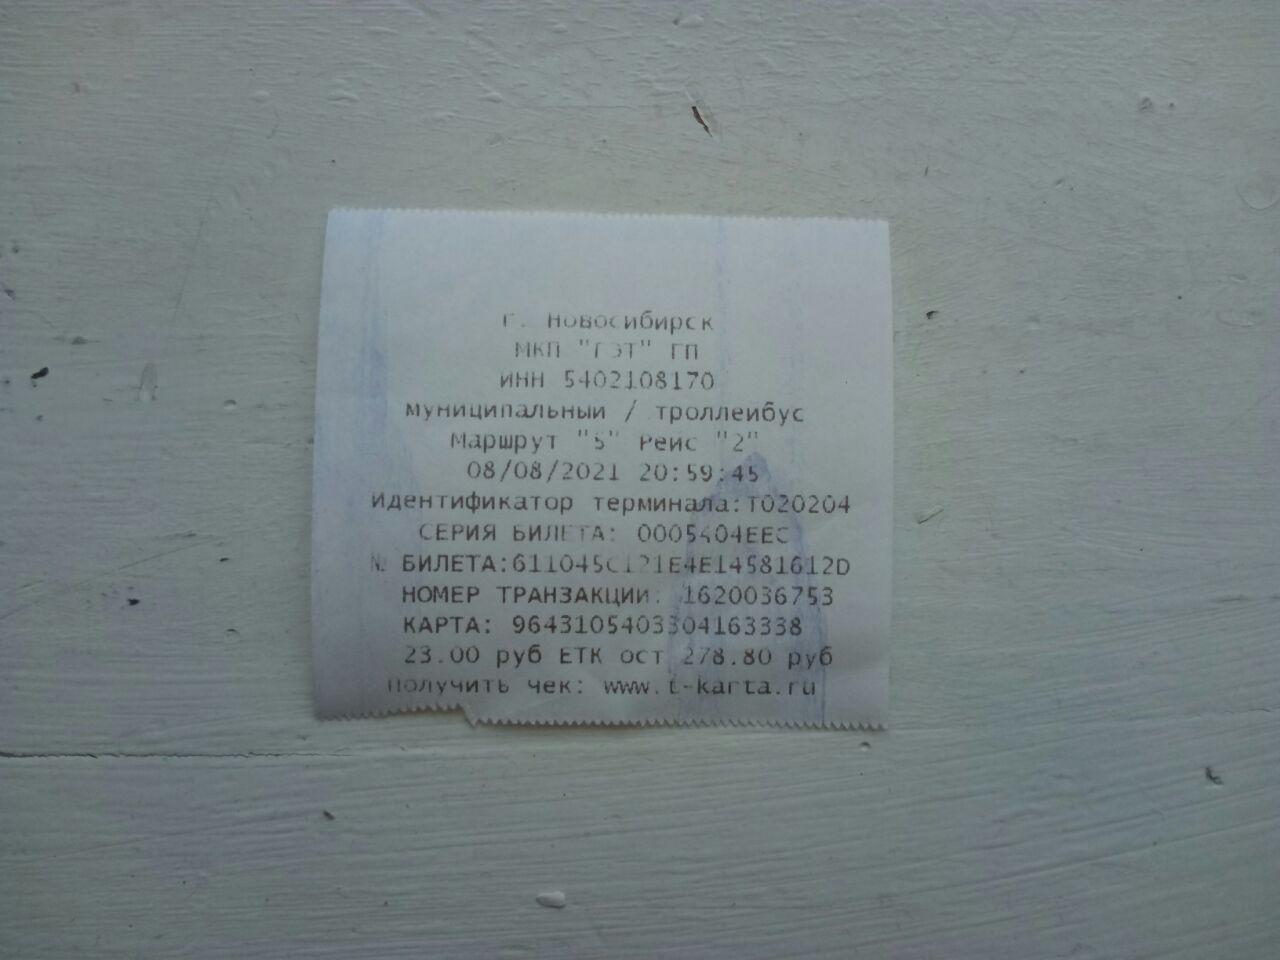 г. Новосибирск
МКП "ГЭТ" ГП
ИНН 5402108170
муниципальный / троллейбус
Маршрут "5" Рейс "2"
08/08/2021 20:59:45
идентификатор терминала:T020204
СЕРИЯ БИЛЕТА: 0005404EEC
№ БИЛЕТА:611045C121E4E14581612D
НОМЕР ТРАНЗАКЦИИ: 1620036753
КАРТА: 9643105403304163338
23.00 руб ЕТК ост 278.80 руб
получить чек: www.t-karta.ru